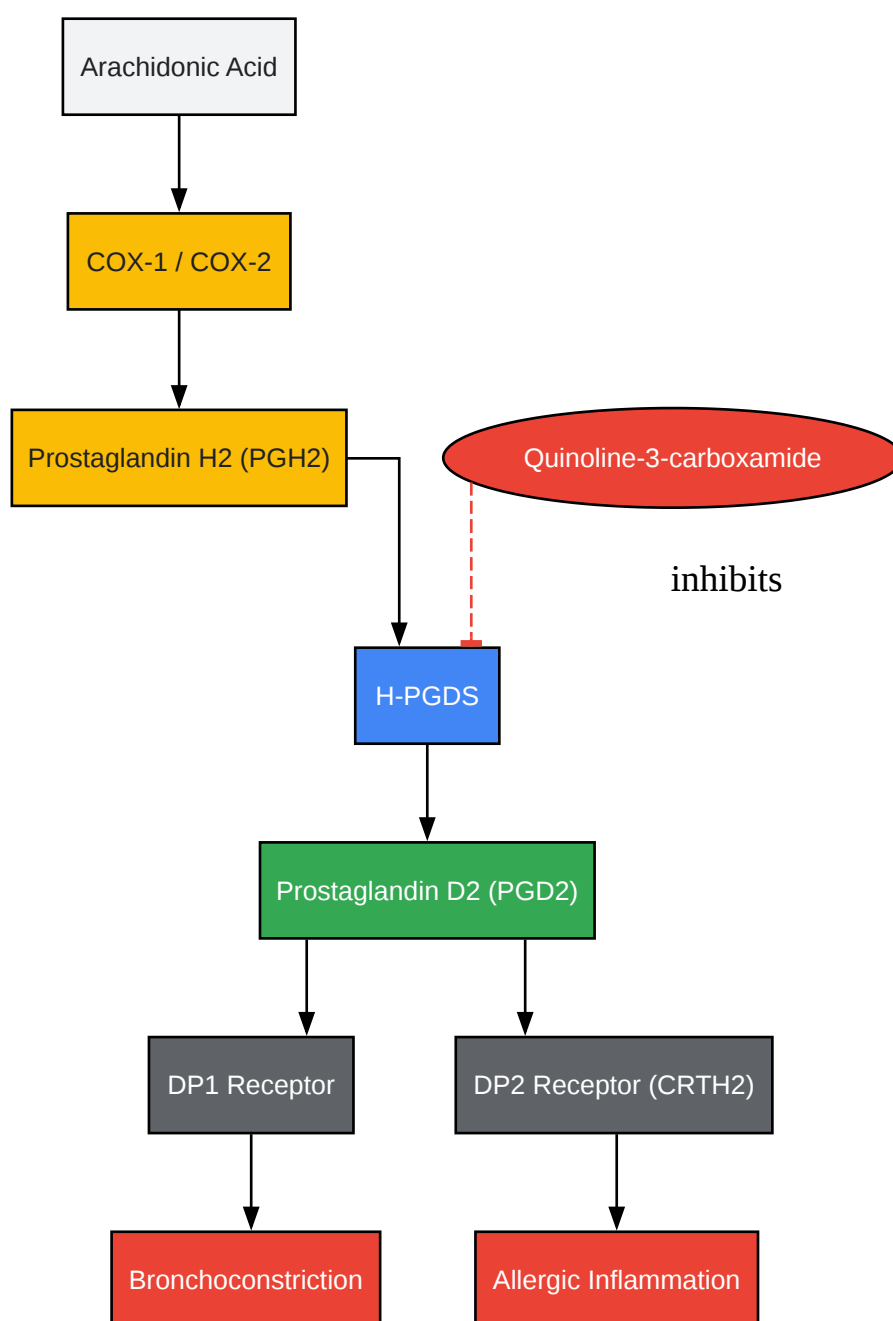 Arachidonic Acid
COX-1 / COX-2
Prostaglandin H2 (PGH2)
Quinoline-3-carboxamide
inhibits
H-PGDS
Prostaglandin D2 (PGD2)
DP1 Receptor
DP2 Receptor (CRTH2)
Bronchoconstriction
Allergic Inflammation